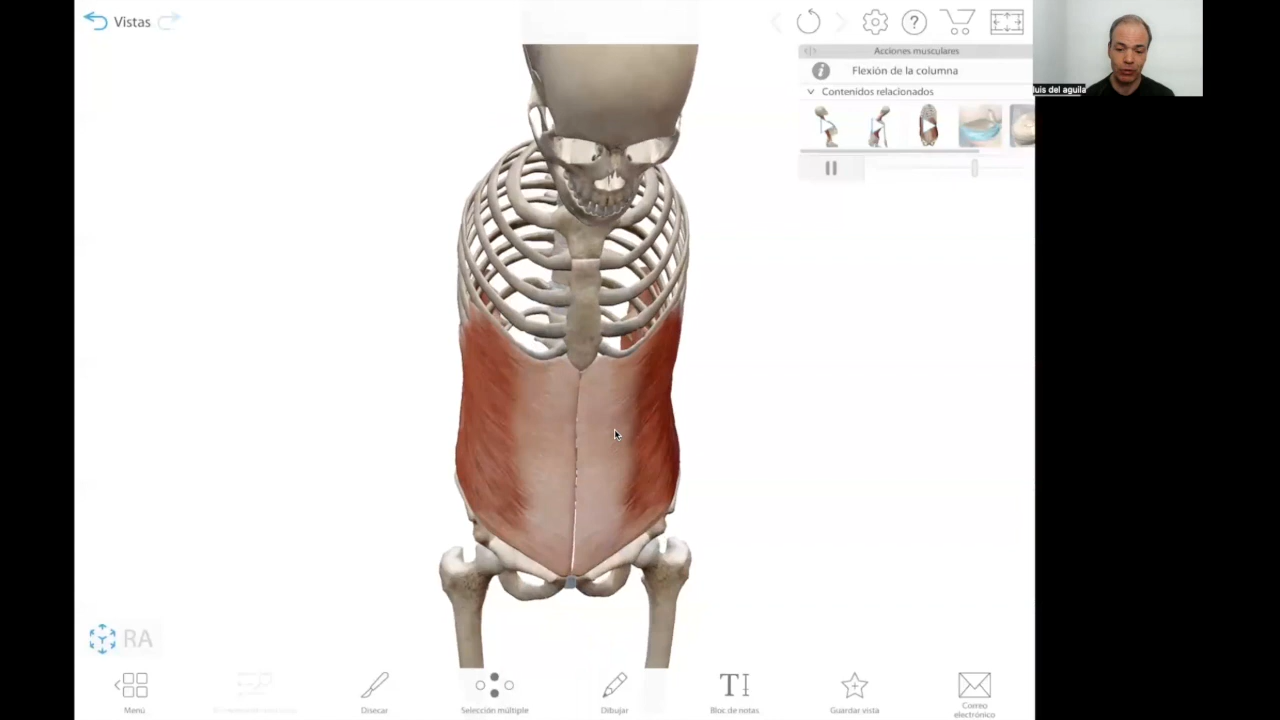 Vistas
Acciones musculares
Flexión de la columna
Contenidos relacionados
luis del aguila
RA
Menú
Disecar
Selección múltiple
Dibujar
Bloc de notas
Guardar vista
Correo
electrónico